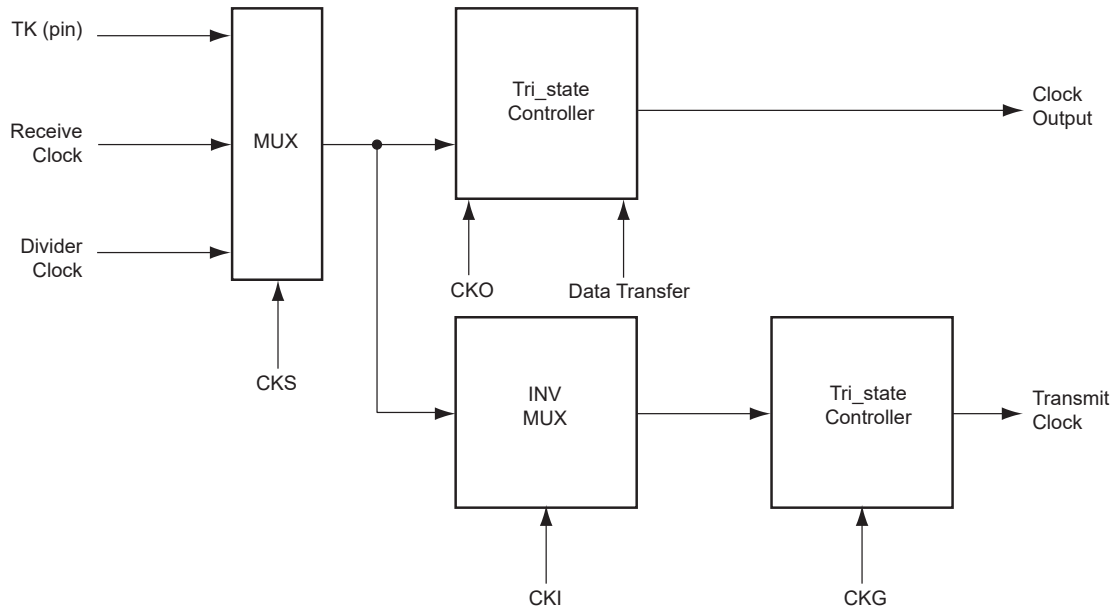 TK (pin)
Receive
Clock
Divider
Clock
MUX
CKS
Tri_state
Controller
CKO
Data Transfer
Clock
Output
INV
MUX
CKI
Tri_state
Controller
CKG
Transmit
Clock